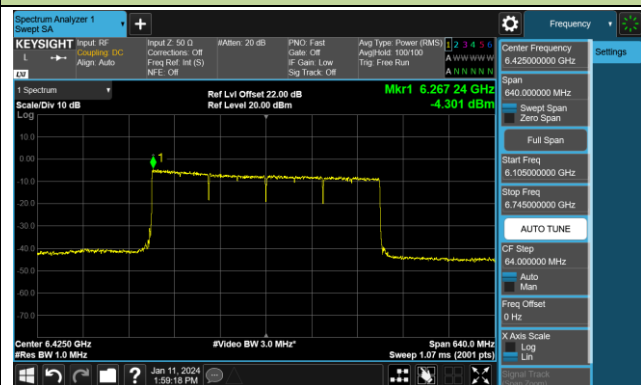 Spectrum Analyzer 1
Swept SA
+
Frequency
KEYSIGHT
L
LXI
Input: RF
Coupling: DC
Align: Auto
Input Z: 50 Ω
Corrections: Off
Freq Ref: Int (S)
NFE: Off
#Atten: 20 dB
PNO: Fast
Gate: Off
IF Gain: Low
Sig Track: Off
Avg Type: Power (RMS)
Avg|Hold: 100/100
Trig: Free Run
1 2 3 4 5 6
A W W W W W
A N N N N N
1 Spectrum
Scale/Div 10 dB
Ref Lvl Offset 22.00 dB
Ref Level 20.00 dBm
Mkr1 6.267 24 GHz
-4.301 dBm
Log
10.0
0.00
-10.0
-20.0
-30.0
-40.0
-50.0
-60.0
-70.0
1
Center 6.4250 GHz
#Res BW 1.0 MHz
#Video BW 3.0 MHz*
Span 640.0 MHz
Sweep 1.07 ms (2001 pts)
Jan 11, 2024
1:59:18 PM
?
Center Frequency
6.425000000 GHz
Settings
Span
640.000000 MHz
Swept Span
Zero Span
Full Span
Start Freq
6.105000000 GHz
Stop Freq
6.745000000 GHz
AUTO TUNE
CF Step
64.000000 MHz
Auto
Man
Freq Offset
0 Hz
X Axis Scale
Log
Lin
Signal Track